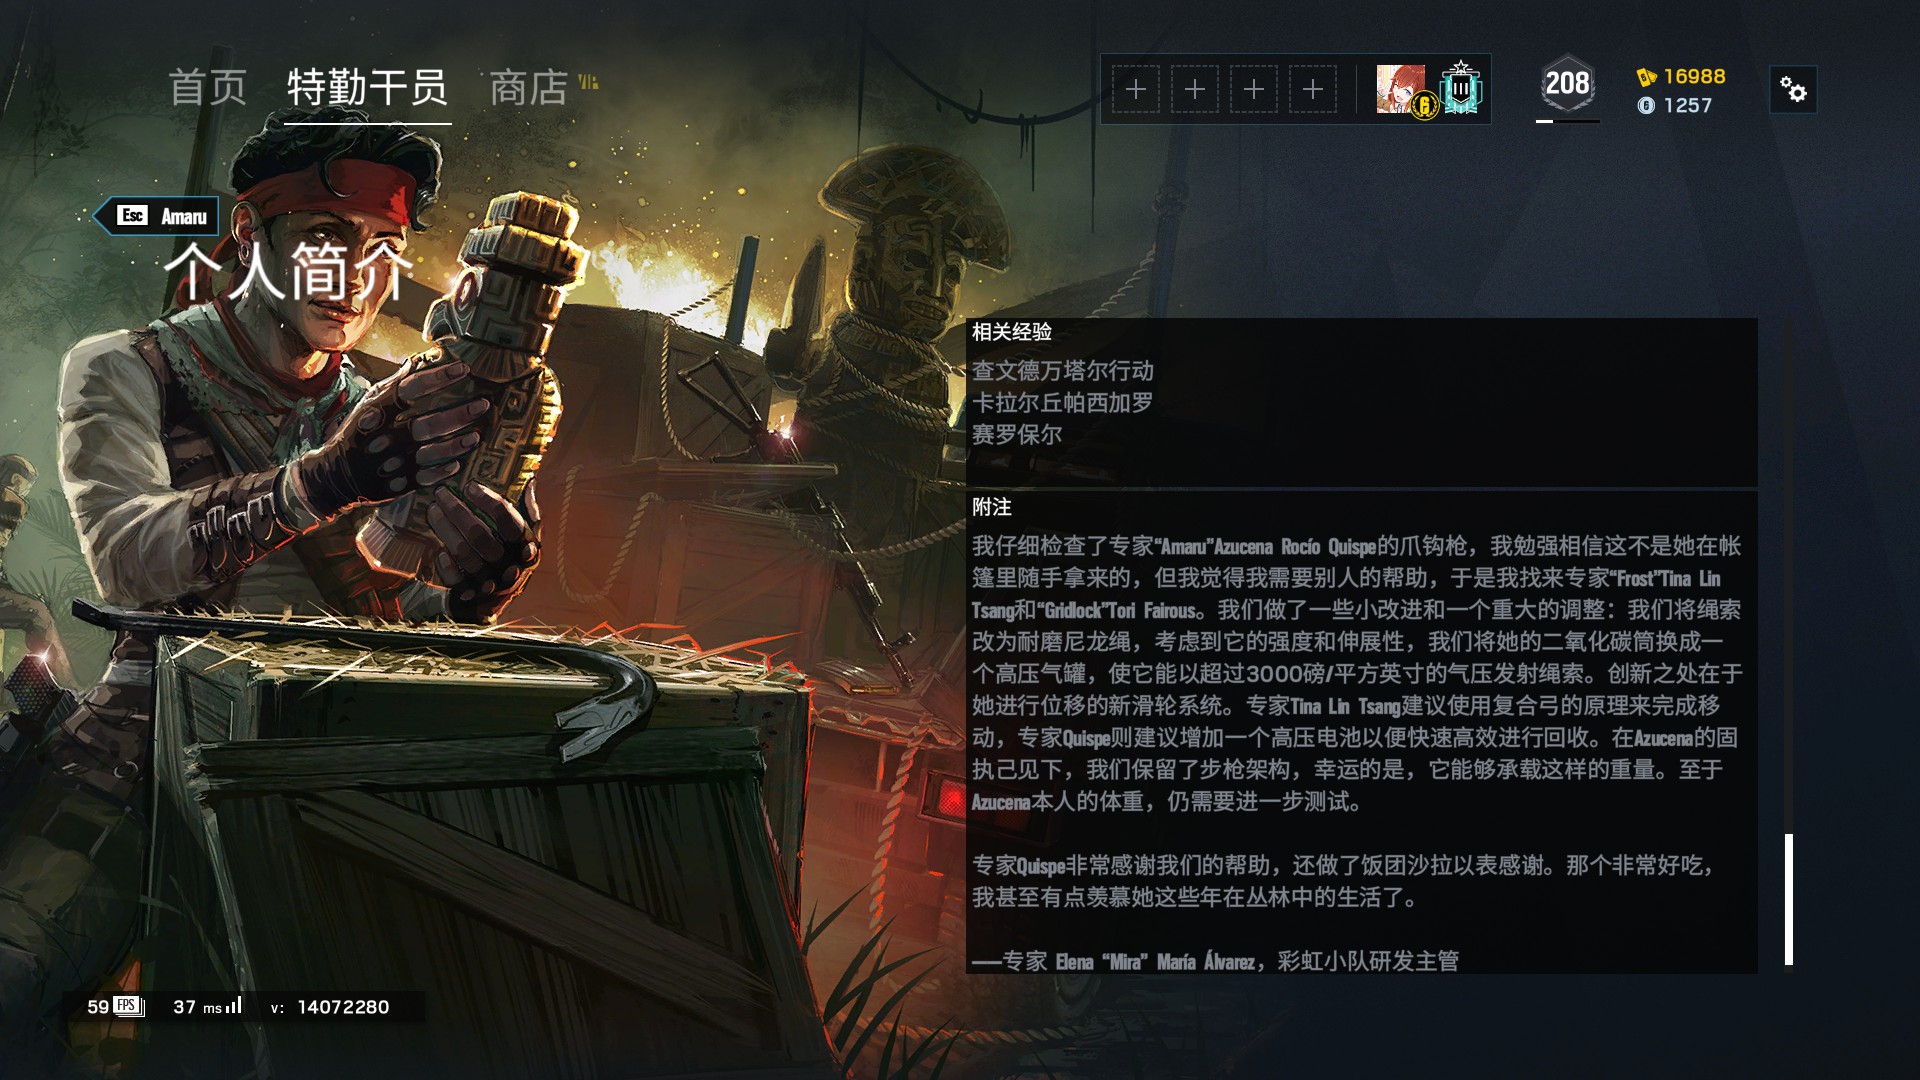 首页 特勤干员 商店
208
16988
1257
Esc Amaru
个人简介
相关经验
查文德万塔尔行动
卡拉尔丘帕西加罗
赛罗保尔
附注
我仔细检查了专家“Amaru”Azucena Rocío Quispe的爪钩枪，我勉强相信这不是她在帐
篷里随手拿来的，但我觉得我需要别人的帮助，于是我找来专家“Frost”Tina Lin
Tsang和“Gridlock”Tori Fairous。我们做了一些小改进和一个重大的调整：我们将绳索
改为耐磨尼龙绳，考虑到它的强度和伸展性，我们将她的二氧化碳筒换成一
个高压气罐，使它能以超过3000磅/平方英寸的气压发射绳索。创新之处在于
她进行位移的新滑轮系统。专家Tina Lin Tsang建议使用复合弓的原理来完成移
动，专家Quispe则建议增加一个高压电池以便快速高效进行回收。在Azucena的固
执己见下，我们保留了步枪架构，幸运的是，它能够承载这样的重量。至于
Azucena本人的体重，仍需要进一步测试。
专家Quispe非常感谢我们的帮助，还做了饭团沙拉以表感谢。那个非常好吃，
我甚至有点羡慕她这些年在丛林中的生活了。
——专家 Elena “Mira” María Álvarez，彩虹小队研发主管
59 FPS 37 ms v: 14072280